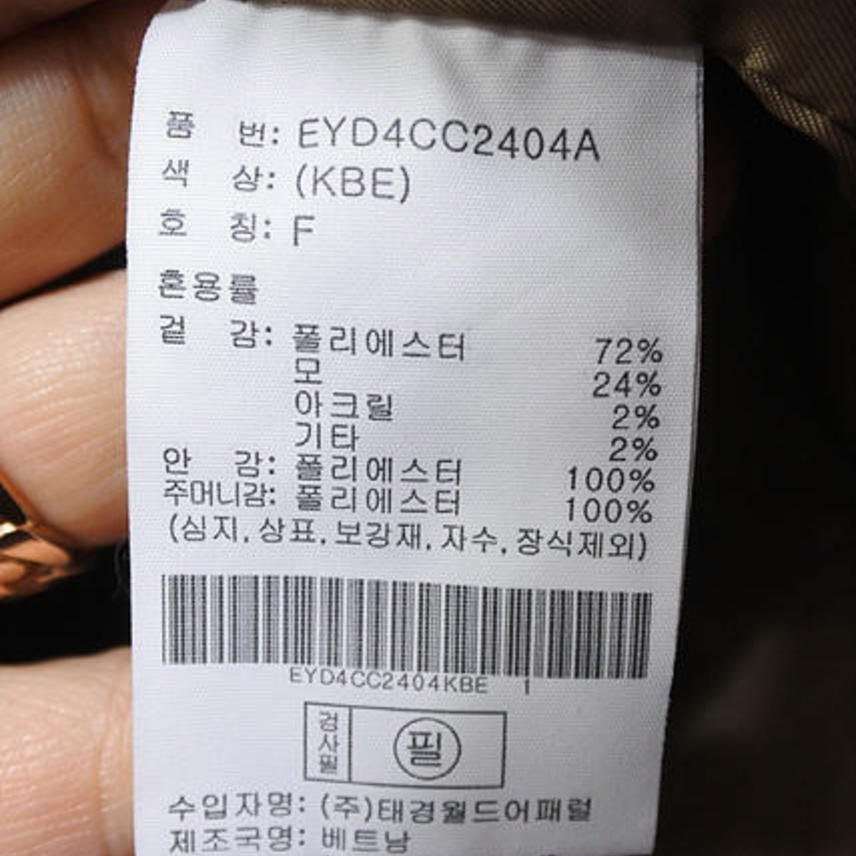 품 번: EYD4CC2404A
색 상: (KBE)
호 칭: F
혼용률
겉 감: 폴리에스터 72%
모 24%
아크릴 2%
기타 2%
안 감: 폴리에스터 100%
주머니감: 폴리에스터 100%
(심지, 상표, 보강재, 자수, 장식제외)
EYD4CC2404KBE 1
검사필 필
수입자명: (주)태경월드어패럴
제조국명: 베트남